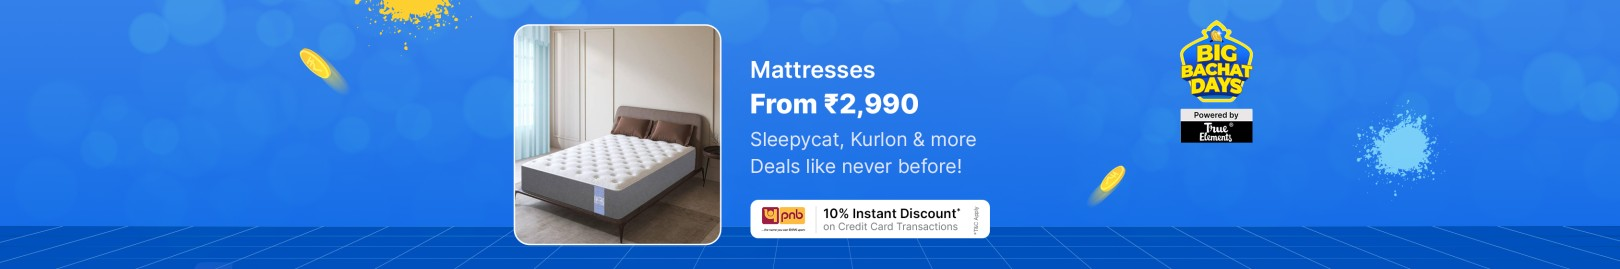 Mattresses
From ₹2,990
Sleepycat, Kurlon & more
Deals like never before!
pnb
10% Instant Discount*
on Credit Card Transactions
*T&C Apply
BIG
BACHAT
DAYS
Powered by
True
Elements